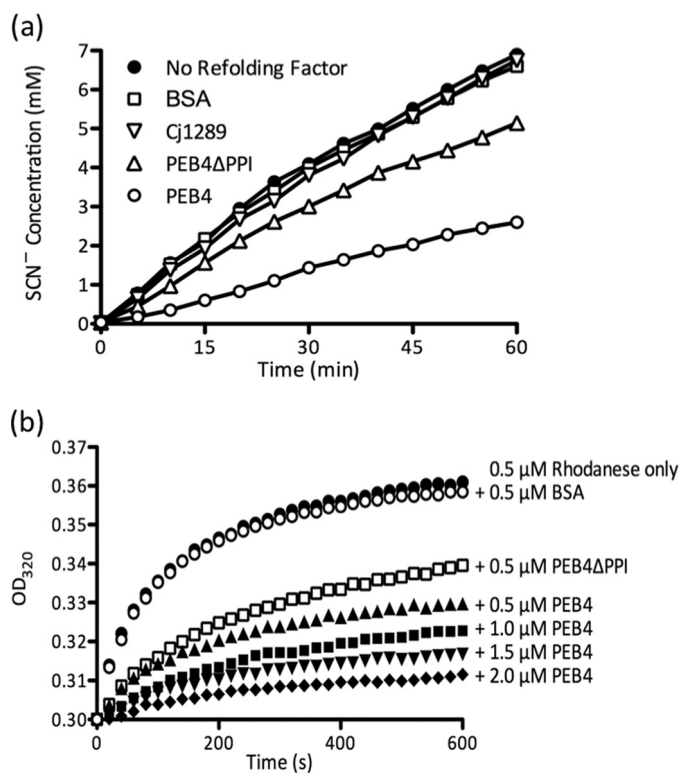 (a)
SCN⁻ Concentration (mM)
7
6
5
4
3
2
1
0
No Refolding Factor
BSA
Cj1289
PEB4ΔPPI
PEB4
0 15 30 45 60
Time (min)
(b)
OD320
0.37
0.36
0.35
0.34
0.33
0.32
0.31
0.30
0.5 µM Rhodanese only
+ 0.5 µM BSA
+ 0.5 µM PEB4ΔPPI
+ 0.5 µM PEB4
+ 1.0 µM PEB4
+ 1.5 µM PEB4
+ 2.0 µM PEB4
0 200 400 600
Time (s)